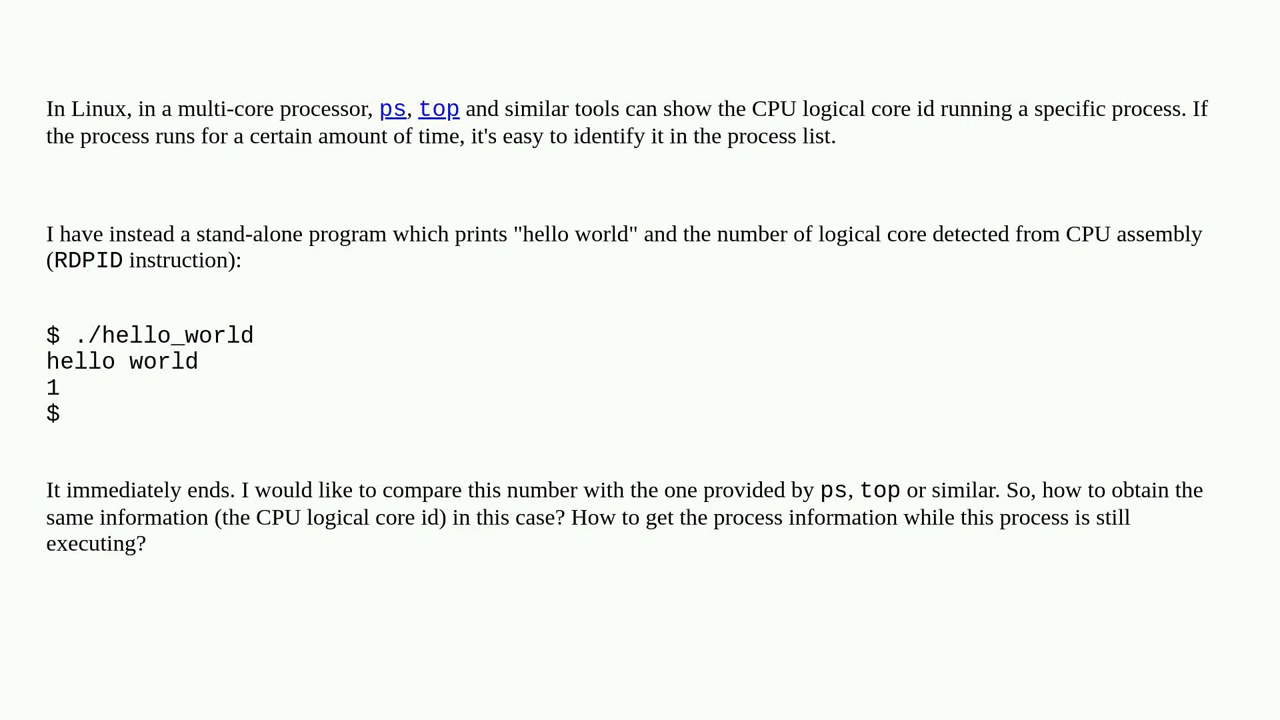 In Linux, in a multi-core processor, ps, top and similar tools can show the CPU logical core id running a specific process. If
the process runs for a certain amount of time, it's easy to identify it in the process list.
I have instead a stand-alone program which prints "hello world" and the number of logical core detected from CPU assembly
(RDPID instruction):
$ ./hello_world
hello world
1
$
It immediately ends. I would like to compare this number with the one provided by ps, top or similar. So, how to obtain the
same information (the CPU logical core id) in this case? How to get the process information while this process is still
executing?